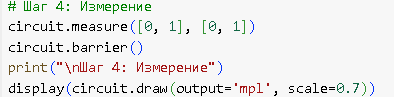 # Шаг 4: Измерение
circuit.measure([0, 1], [0, 1])
circuit.barrier()
print("\nШаг 4: Измерение")
display(circuit.draw(output='mpl', scale=0.7))